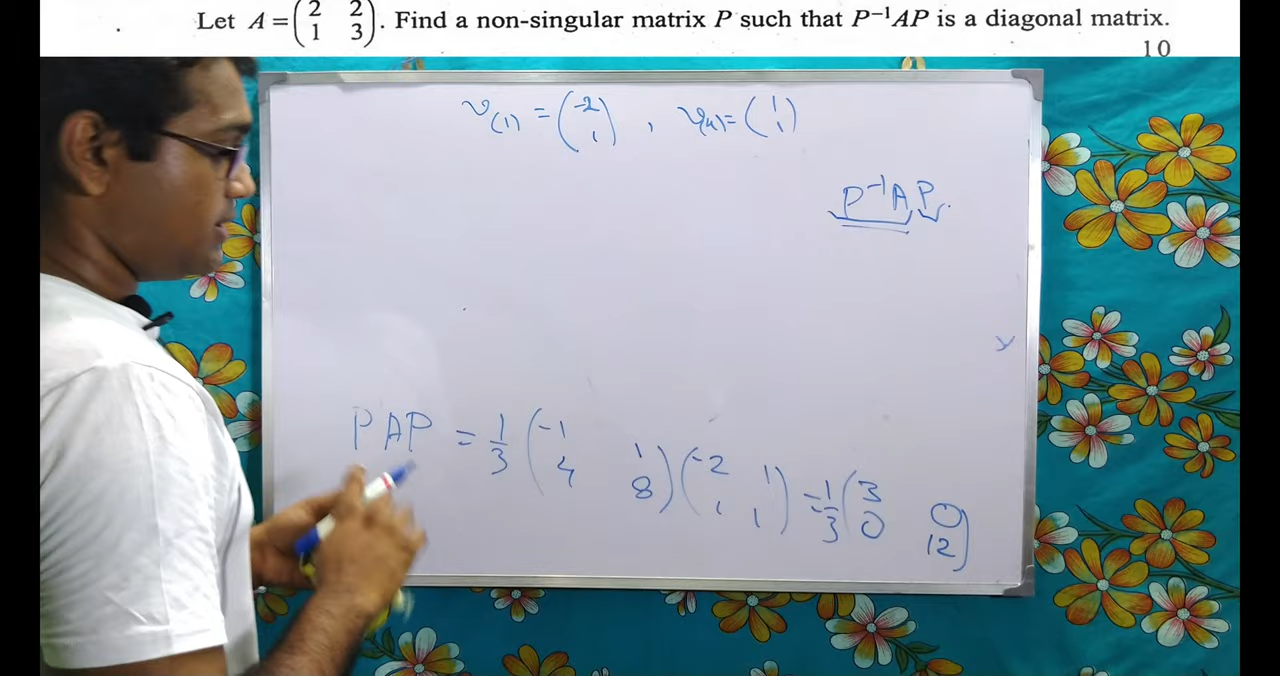 Let A = (2 2
1 3). Find a non-singular matrix P such that P⁻¹AP is a diagonal matrix.
10
v(1) = (-2
1) , v(4) = (1
1)
P⁻¹AP.
PAP = 1/3 (-1 1
4 8) (-2 1
1 1) = 1/3 (3 0
0 12)